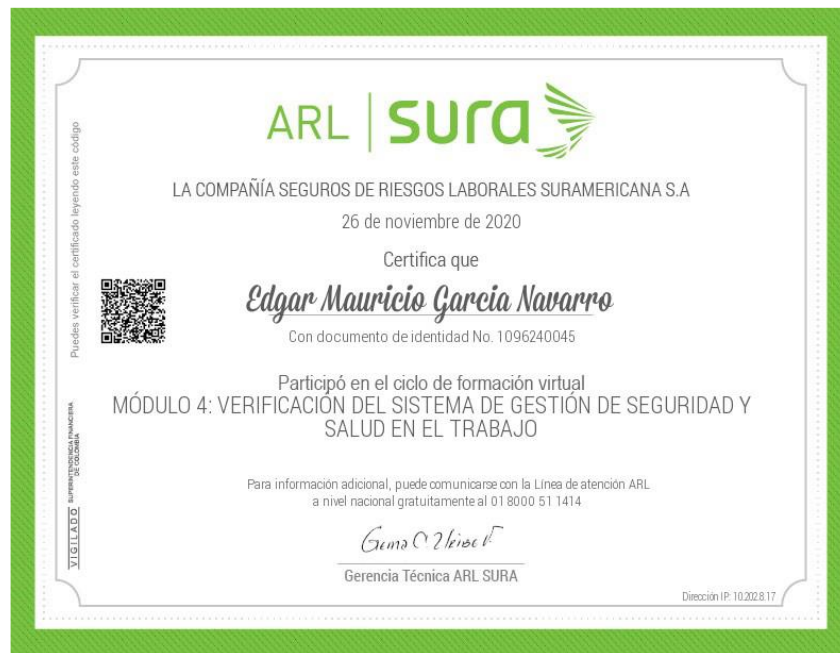 ARL | sura
LA COMPAÑÍA SEGUROS DE RIESGOS LABORALES SURAMERICANA S.A
26 de noviembre de 2020
Certifica que
Edgar Mauricio Garcia Navarro
Con documento de identidad No. 1096240045
Participó en el ciclo de formación virtual
MÓDULO 4: VERIFICACIÓN DEL SISTEMA DE GESTIÓN DE SEGURIDAD Y
SALUD EN EL TRABAJO
Para información adicional, puede comunicarse con la Línea de atención ARL
a nivel nacional gratuitamente al 01 8000 51 1414
Gerencia Técnica ARL SURA
Dirección IP: 10.202.8.17
Puedes verificar el certificado leyendo este código
VIGILADO SUPERINTENDENCIA FINANCIERA
DE COLOMBIA